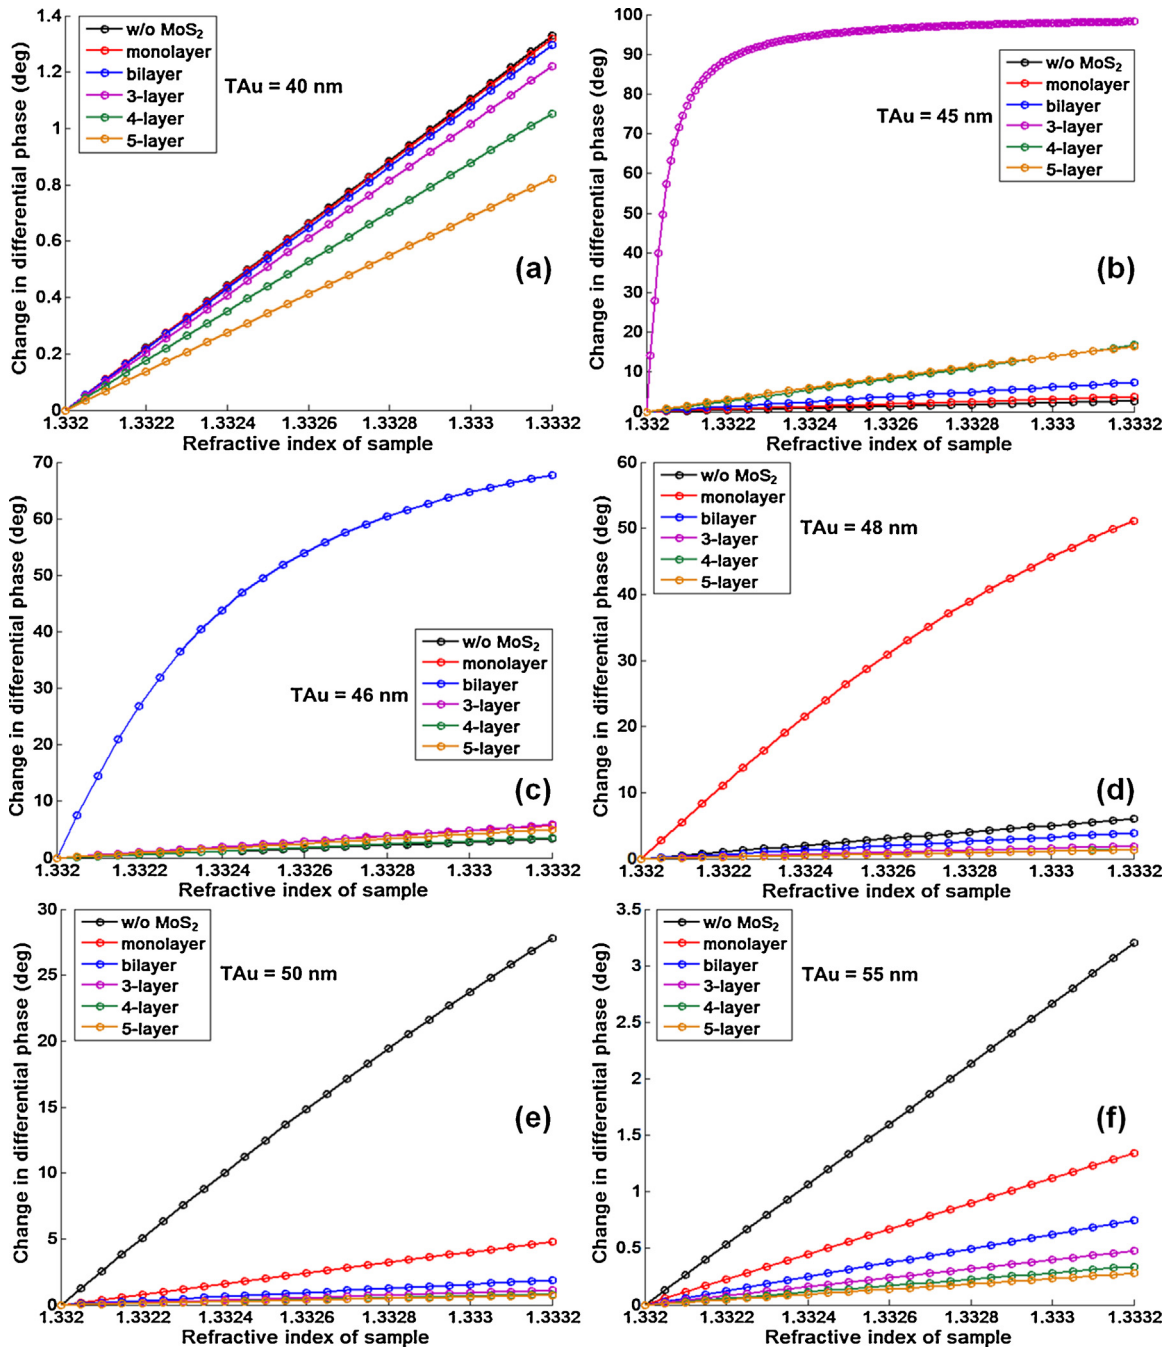 Change in differential phase (deg)
1.4
1.2
1
0.8
0.6
0.4
0.2
0
w/o MoS₂
monolayer
bilayer
3-layer
4-layer
5-layer
TAu = 40 nm
(a)
1.332 1.3322 1.3324 1.3326 1.3328 1.333 1.3332
Refractive index of sample
Change in differential phase (deg)
100
90
80
70
60
50
40
30
20
10
0
w/o MoS₂
monolayer
bilayer
3-layer
4-layer
5-layer
TAu = 45 nm
(b)
1.332 1.3322 1.3324 1.3326 1.3328 1.333 1.3332
Refractive index of sample
Change in differential phase (deg)
70
60
50
40
30
20
10
0
w/o MoS₂
monolayer
bilayer
3-layer
4-layer
5-layer
TAu = 46 nm
(c)
1.332 1.3322 1.3324 1.3326 1.3328 1.333 1.3332
Refractive index of sample
Change in differential phase (deg)
60
50
40
30
20
10
0
w/o MoS₂
monolayer
bilayer
3-layer
4-layer
5-layer
TAu = 48 nm
(d)
1.332 1.3322 1.3324 1.3326 1.3328 1.333 1.3332
Refractive index of sample
Change in differential phase (deg)
30
25
20
15
10
5
0
w/o MoS₂
monolayer
bilayer
3-layer
4-layer
5-layer
TAu = 50 nm
(e)
1.332 1.3322 1.3324 1.3326 1.3328 1.333 1.3332
Refractive index of sample
Change in differential phase (deg)
3.5
3
2.5
2
1.5
1
0.5
0
w/o MoS₂
monolayer
bilayer
3-layer
4-layer
5-layer
TAu = 55 nm
(f)
1.332 1.3322 1.3324 1.3326 1.3328 1.333 1.3332
Refractive index of sample